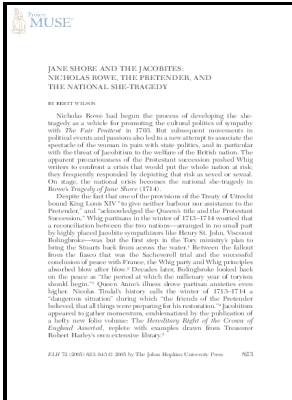 Project
MUSE
JANE SHORE AND THE JACOBITES:
NICHOLAS ROWE, THE PRETENDER, AND
THE NATIONAL SHE-TRAGEDY
BY BRETT WILSON
Nicholas Rowe had begun the process of developing the she-
tragedy as a vehicle for promoting the cultural politics of sympathy
with The Fair Penitent in 1703. But subsequent movements in
political events and passions also led to a new attempt to associate the
spectacle of the woman in pain with state politics, and in particular
with the threat of Jacobitism to the welfare of the British nation. The
apparent precariousness of the Protestant succession pushed Whig
writers to confront a crisis that would put the whole nation at risk;
they frequently responded by depicting that risk as sexed or sexual.
On stage, the national crisis becomes the national she-tragedy in
Rowe's Tragedy of Jane Shore (1714).
Despite the fact that one of the provisions of the Treaty of Utrecht
bound King Louis XIV "to give neither harbour nor assistance to the
Pretender," and "acknowledged the Queen's title and the Protestant
Succession," Whig partisans in the winter of 1713–1714 worried that
a reconciliation between the two nations—arranged in no small part
by highly placed Jacobite sympathizers like Henry St. John, Viscount
Bolingbroke—was but the first step in the Tory ministry's plan to
bring the Stuarts back from across the water.¹ Between the fallout
from the fiasco that was the Sacheverell trial and the successful
conclusion of peace with France, the Whig party and Whig principles
absorbed blow after blow.² Decades later, Bolingbroke looked back
on the peace as "the period at which the millenary year of toryism
should begin."³ Queen Anne's illness drove partisan anxieties even
higher. Nicolas Tindal's history calls the winter of 1713–1714 a
"dangerous situation" during which "the friends of the Pretender
believed, that all things were preparing for his restoration."⁴ Jacobitism
appeared to gather momentum, emblematized by the publication of
a hefty new folio volume: The Hereditary Right of the Crown of
England Asserted, replete with examples drawn from Treasurer
Robert Harley's own extensive library.⁵
ELH 72 (2005) 823–843 © 2005 by The Johns Hopkins University Press
823